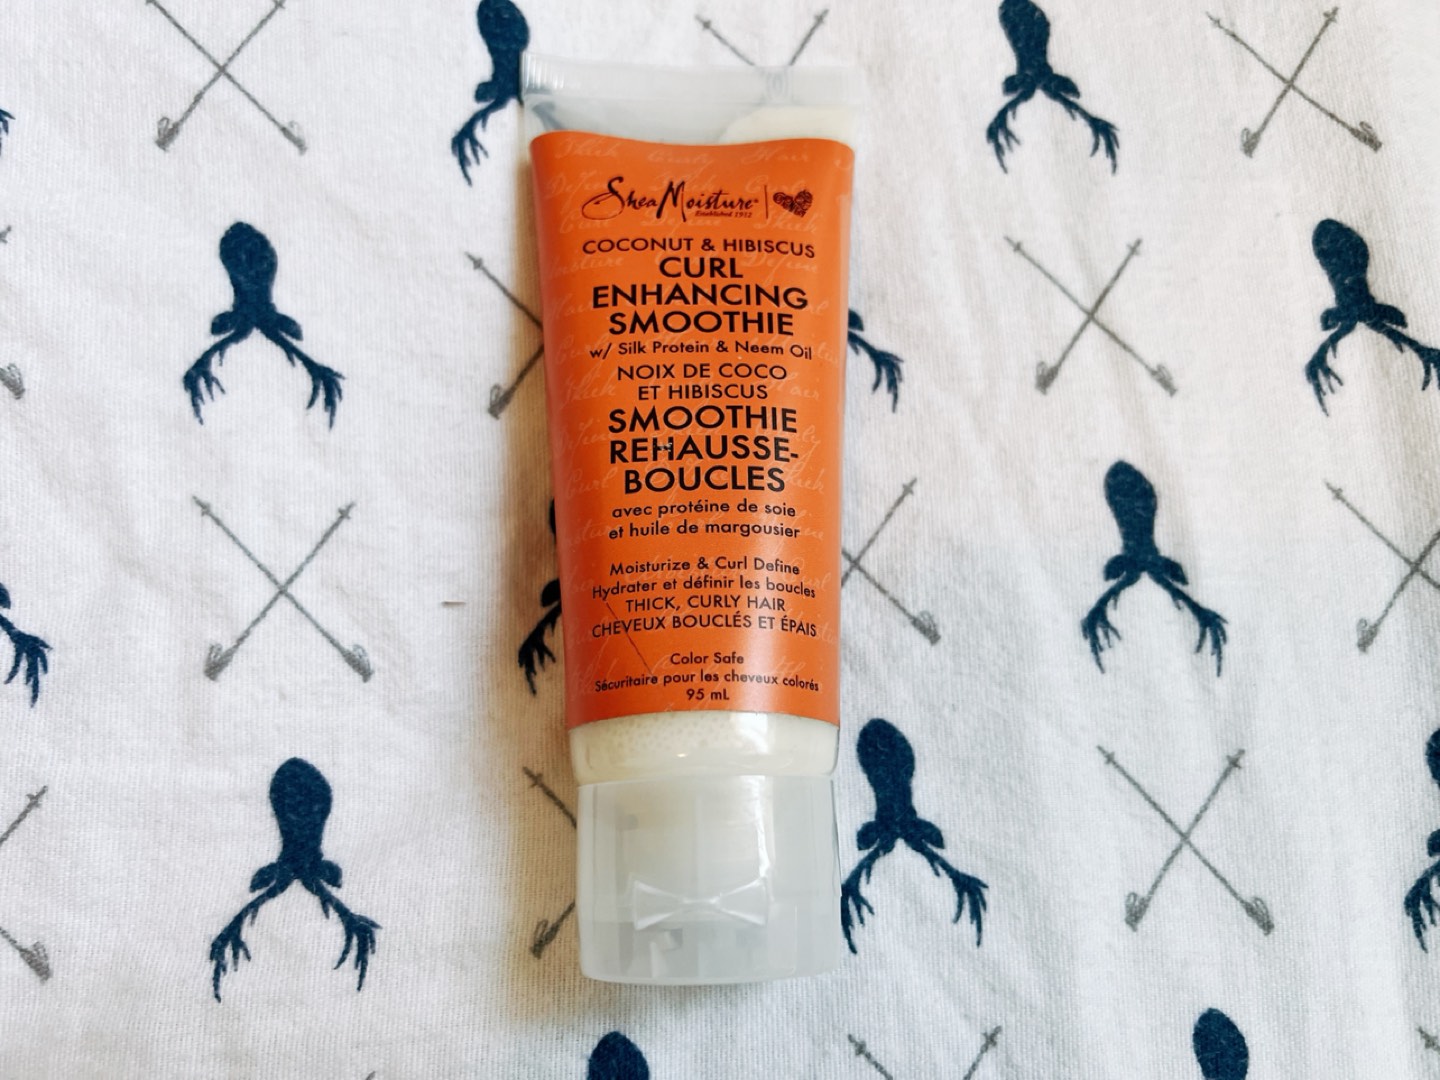 SheaMoisture
Established 1912
COCONUT & HIBISCUS
CURL
ENHANCING
SMOOTHIE
w/ Silk Protein & Neem Oil
NOIX DE COCO
ET HIBISCUS
SMOOTHIE
REHAUSSE-
BOUCLES
avec protéine de soie
et huile de margousier
Moisturize & Curl Define
Hydrater et définir les boucles
THICK, CURLY HAIR
CHEVEUX BOUCLÉS ET ÉPAIS
Color Safe
Sécuritaire pour les cheveux colorés
95 mL